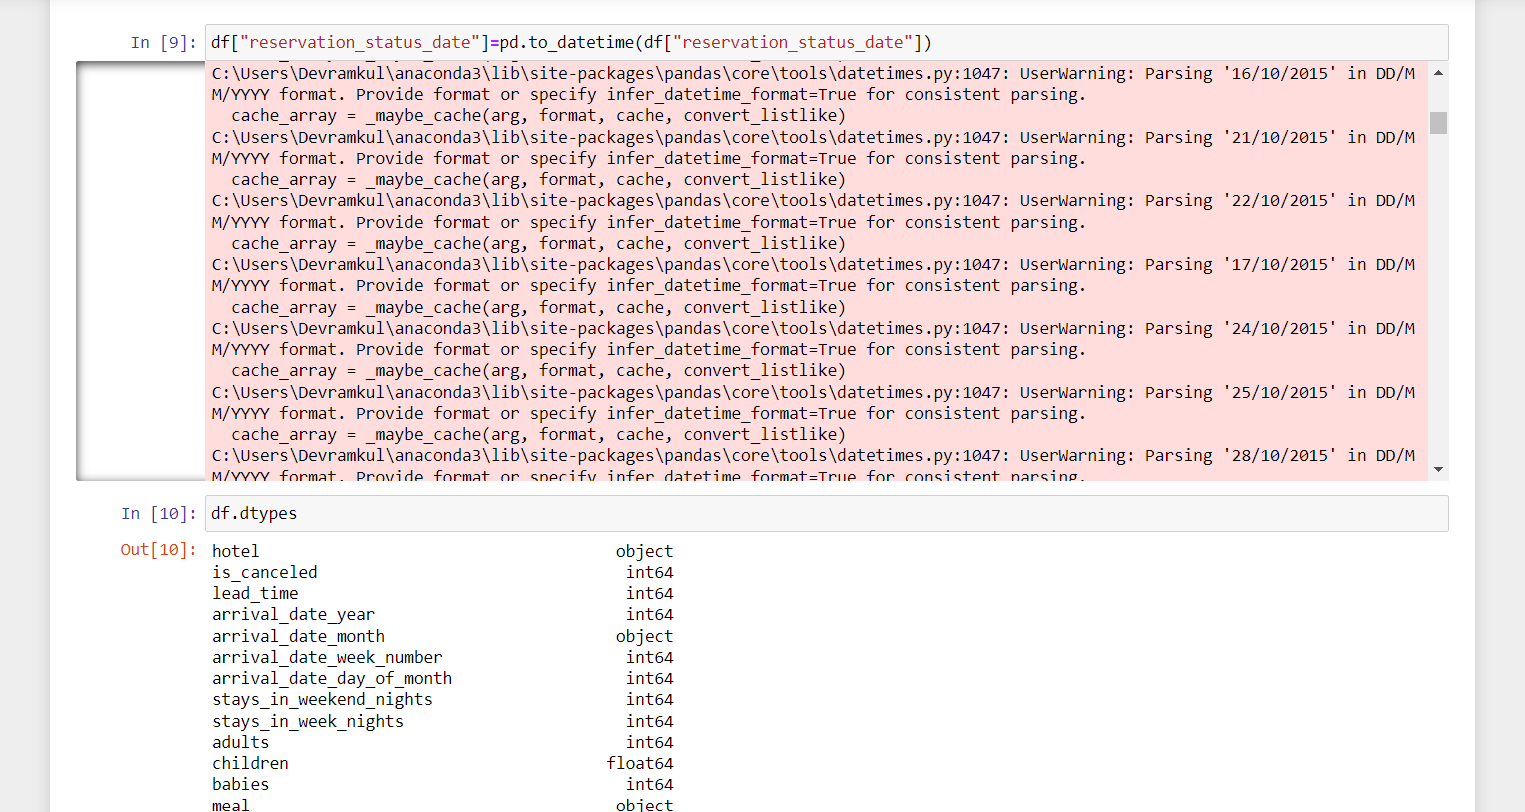 In [9]: df["reservation_status_date"]=pd.to_datetime(df["reservation_status_date"])
C:\Users\Devramkul\anaconda3\lib\site-packages\pandas\core\tools\datetimes.py:1047: UserWarning: Parsing '16/10/2015' in DD/M
M/YYYY format. Provide format or specify infer_datetime_format=True for consistent parsing.
cache_array = _maybe_cache(arg, format, cache, convert_listlike)
C:\Users\Devramkul\anaconda3\lib\site-packages\pandas\core\tools\datetimes.py:1047: UserWarning: Parsing '21/10/2015' in DD/M
M/YYYY format. Provide format or specify infer_datetime_format=True for consistent parsing.
cache_array = _maybe_cache(arg, format, cache, convert_listlike)
C:\Users\Devramkul\anaconda3\lib\site-packages\pandas\core\tools\datetimes.py:1047: UserWarning: Parsing '22/10/2015' in DD/M
M/YYYY format. Provide format or specify infer_datetime_format=True for consistent parsing.
cache_array = _maybe_cache(arg, format, cache, convert_listlike)
C:\Users\Devramkul\anaconda3\lib\site-packages\pandas\core\tools\datetimes.py:1047: UserWarning: Parsing '17/10/2015' in DD/M
M/YYYY format. Provide format or specify infer_datetime_format=True for consistent parsing.
cache_array = _maybe_cache(arg, format, cache, convert_listlike)
C:\Users\Devramkul\anaconda3\lib\site-packages\pandas\core\tools\datetimes.py:1047: UserWarning: Parsing '24/10/2015' in DD/M
M/YYYY format. Provide format or specify infer_datetime_format=True for consistent parsing.
cache_array = _maybe_cache(arg, format, cache, convert_listlike)
C:\Users\Devramkul\anaconda3\lib\site-packages\pandas\core\tools\datetimes.py:1047: UserWarning: Parsing '25/10/2015' in DD/M
M/YYYY format. Provide format or specify infer_datetime_format=True for consistent parsing.
cache_array = _maybe_cache(arg, format, cache, convert_listlike)
C:\Users\Devramkul\anaconda3\lib\site-packages\pandas\core\tools\datetimes.py:1047: UserWarning: Parsing '28/10/2015' in DD/M
M/YYYY format. Provide format or specify infer_datetime_format=True for consistent parsing.
In [10]: df.dtypes
Out[10]: hotel object
is_canceled int64
lead_time int64
arrival_date_year int64
arrival_date_month object
arrival_date_week_number int64
arrival_date_day_of_month int64
stays_in_weekend_nights int64
stays_in_week_nights int64
adults int64
children float64
babies int64
meal object